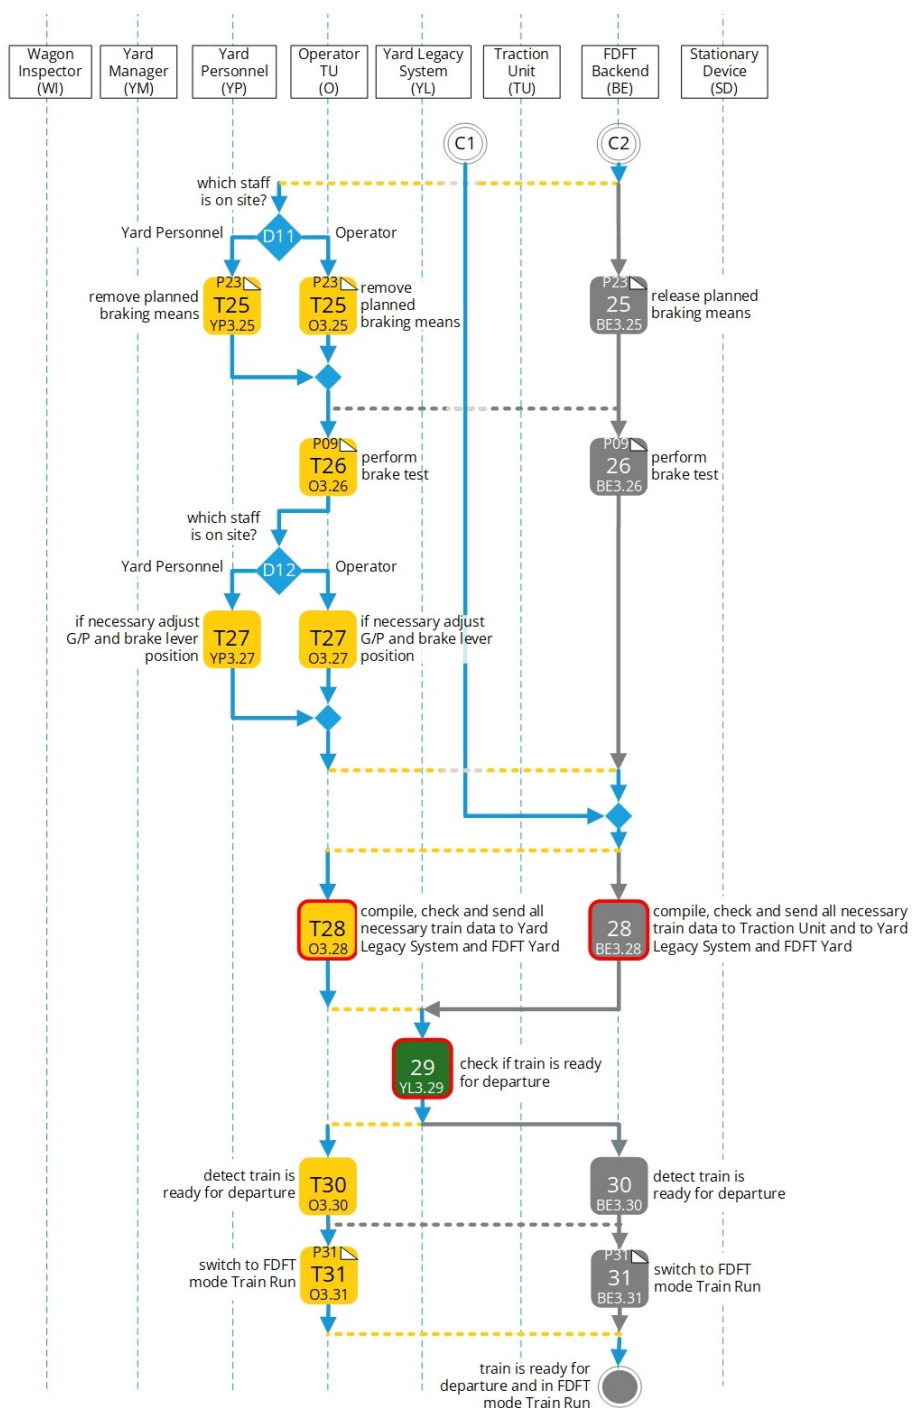 Wagon
Inspector
(WI)
Yard
Manager
(YM)
Yard
Personnel
(YP)
Operator
TU
(O)
Yard Legacy
System
(YL)
Traction
Unit
(TU)
FDFT
Backend
(BE)
Stationary
Device
(SD)
C1
C2
which staff
is on site?
Yard Personnel
D11
Operator
remove planned
braking means
P23
T25
YP3.25
P23
T25
O3.25
remove
planned
braking means
P23
25
BE3.25
release planned
braking means
P09
T26
O3.26
perform
brake test
P09
26
BE3.26
perform
brake test
which staff
is on site?
Yard Personnel
D12
Operator
if necessary adjust
G/P and brake lever
position
T27
YP3.27
T27
O3.27
if necessary adjust
G/P and brake lever
position
T28
O3.28
compile, check and send all
necessary train data to Yard
Legacy System and FDFT Yard
28
BE3.28
compile, check and send all necessary
train data to Traction Unit and to Yard
Legacy System and FDFT Yard
29
YL3.29
check if train is ready
for departure
detect train is
ready for departure
T30
O3.30
30
BE3.30
detect train is
ready for departure
switch to FDFT
mode Train Run
P31
T31
O3.31
P31
31
BE3.31
switch to FDFT
mode Train Run
train is ready for
departure and in FDFT
mode Train Run